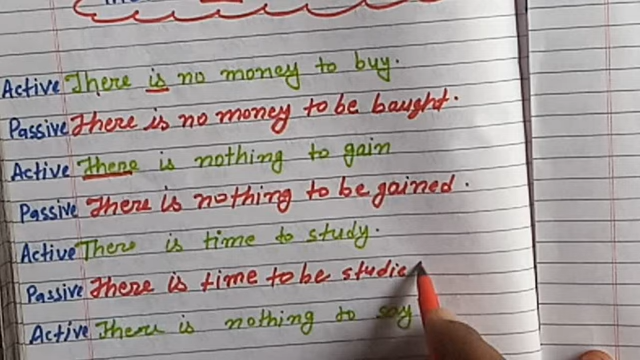 Active There is no money to buy.
Passive There is no money to be baught.
Active There is nothing to gain
Passive There is nothing to be gained.
Active There is time to study.
Passive There is time to be studie
Active There is nothing to say